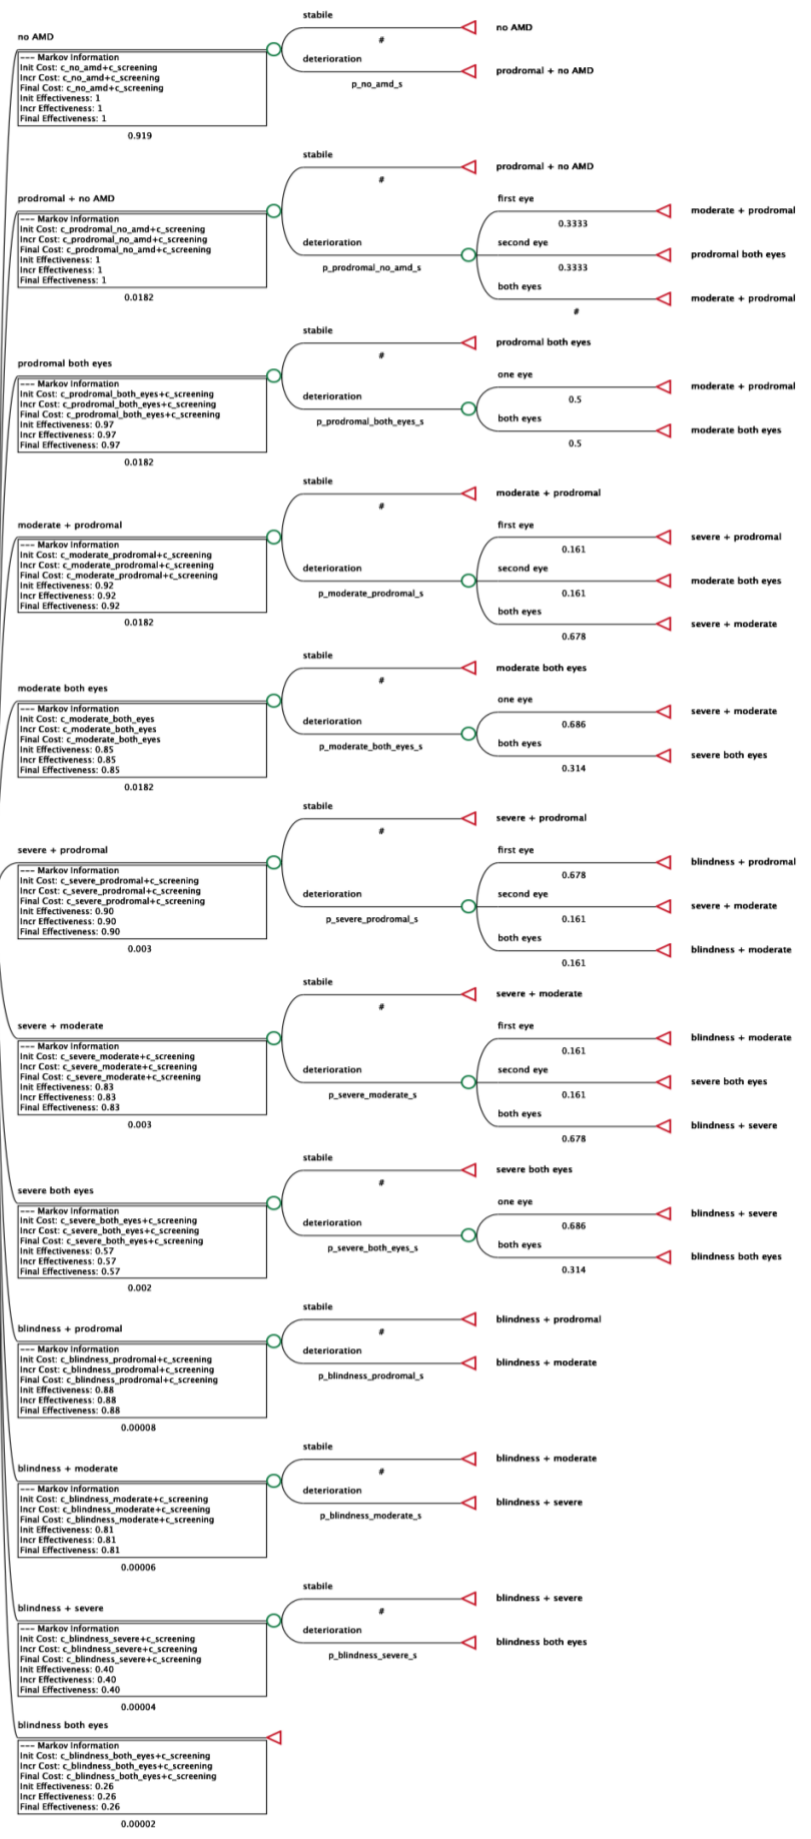 stabile
no AMD
#
no AMD
--- Markov Information
Init Cost: c_no_amd+c_screening
Incr Cost: c_no_amd+c_screening
Final Cost: c_no_amd+c_screening
Init Effectiveness: 1
Incr Effectiveness: 1
Final Effectiveness: 1
0.919
deterioration
p_no_amd_s
prodromal + no AMD
stabile
#
prodromal + no AMD
prodromal + no AMD
--- Markov Information
Init Cost: c_prodromal_no_amd+c_screening
Incr Cost: c_prodromal_no_amd+c_screening
Final Cost: c_prodromal_no_amd+c_screening
Init Effectiveness: 1
Incr Effectiveness: 1
Final Effectiveness: 1
0.0182
deterioration
p_prodromal_no_amd_s
first eye
0.3333
moderate + prodromal
second eye
0.3333
prodromal both eyes
both eyes
#
moderate + prodromal
stabile
#
prodromal both eyes
prodromal both eyes
--- Markov Information
Init Cost: c_prodromal_both_eyes+c_screening
Incr Cost: c_prodromal_both_eyes+c_screening
Final Cost: c_prodromal_both_eyes+c_screening
Init Effectiveness: 0.97
Incr Effectiveness: 0.97
Final Effectiveness: 0.97
0.0182
deterioration
p_prodromal_both_eyes_s
one eye
0.5
moderate + prodromal
both eyes
0.5
moderate both eyes
stabile
#
moderate + prodromal
moderate + prodromal
--- Markov Information
Init Cost: c_moderate_prodromal+c_screening
Incr Cost: c_moderate_prodromal+c_screening
Final Cost: c_moderate_prodromal+c_screening
Init Effectiveness: 0.92
Incr Effectiveness: 0.92
Final Effectiveness: 0.92
0.0182
deterioration
p_moderate_prodromal_s
first eye
0.161
severe + prodromal
second eye
0.161
moderate both eyes
both eyes
0.678
severe + moderate
stabile
#
moderate both eyes
moderate both eyes
--- Markov Information
Init Cost: c_moderate_both_eyes
Incr Cost: c_moderate_both_eyes
Final Cost: c_moderate_both_eyes
Init Effectiveness: 0.85
Incr Effectiveness: 0.85
Final Effectiveness: 0.85
0.0182
deterioration
p_moderate_both_eyes_s
one eye
0.686
severe + moderate
both eyes
0.314
severe both eyes
stabile
#
severe + prodromal
severe + prodromal
--- Markov Information
Init Cost: c_severe_prodromal+c_screening
Incr Cost: c_severe_prodromal+c_screening
Final Cost: c_severe_prodromal+c_screening
Init Effectiveness: 0.90
Incr Effectiveness: 0.90
Final Effectiveness: 0.90
0.003
deterioration
p_severe_prodromal_s
first eye
0.678
blindness + prodromal
second eye
0.161
severe + moderate
both eyes
0.161
blindness + moderate
stabile
#
severe + moderate
severe + moderate
--- Markov Information
Init Cost: c_severe_moderate+c_screening
Incr Cost: c_severe_moderate+c_screening
Final Cost: c_severe_moderate+c_screening
Init Effectiveness: 0.83
Incr Effectiveness: 0.83
Final Effectiveness: 0.83
0.003
deterioration
p_severe_moderate_s
first eye
0.161
blindness + moderate
second eye
0.161
severe both eyes
both eyes
0.678
blindness + severe
stabile
#
severe both eyes
severe both eyes
--- Markov Information
Init Cost: c_severe_both_eyes+c_screening
Incr Cost: c_severe_both_eyes+c_screening
Final Cost: c_severe_both_eyes+c_screening
Init Effectiveness: 0.57
Incr Effectiveness: 0.57
Final Effectiveness: 0.57
0.002
deterioration
p_severe_both_eyes_s
one eye
0.686
blindness + severe
both eyes
0.314
blindness both eyes
stabile
#
blindness + prodromal
blindness + prodromal
--- Markov Information
Init Cost: c_blindness_prodromal+c_screening
Incr Cost: c_blindness_prodromal+c_screening
Final Cost: c_blindness_prodromal+c_screening
Init Effectiveness: 0.88
Incr Effectiveness: 0.88
Final Effectiveness: 0.88
0.00008
deterioration
p_blindness_prodromal_s
blindness + moderate
stabile
#
blindness + moderate
blindness + moderate
--- Markov Information
Init Cost: c_blindness_moderate+c_screening
Incr Cost: c_blindness_moderate+c_screening
Final Cost: c_blindness_moderate+c_screening
Init Effectiveness: 0.81
Incr Effectiveness: 0.81
Final Effectiveness: 0.81
0.00006
deterioration
p_blindness_moderate_s
blindness + severe
stabile
#
blindness + severe
blindness + severe
--- Markov Information
Init Cost: c_blindness_severe+c_screening
Incr Cost: c_blindness_severe+c_screening
Final Cost: c_blindness_severe+c_screening
Init Effectiveness: 0.40
Incr Effectiveness: 0.40
Final Effectiveness: 0.40
0.00004
deterioration
p_blindness_severe_s
blindness both eyes
blindness both eyes
--- Markov Information
Init Cost: c_blindness_both_eyes+c_screening
Incr Cost: c_blindness_both_eyes+c_screening
Final Cost: c_blindness_both_eyes+c_screening
Init Effectiveness: 0.26
Incr Effectiveness: 0.26
Final Effectiveness: 0.26
0.00002